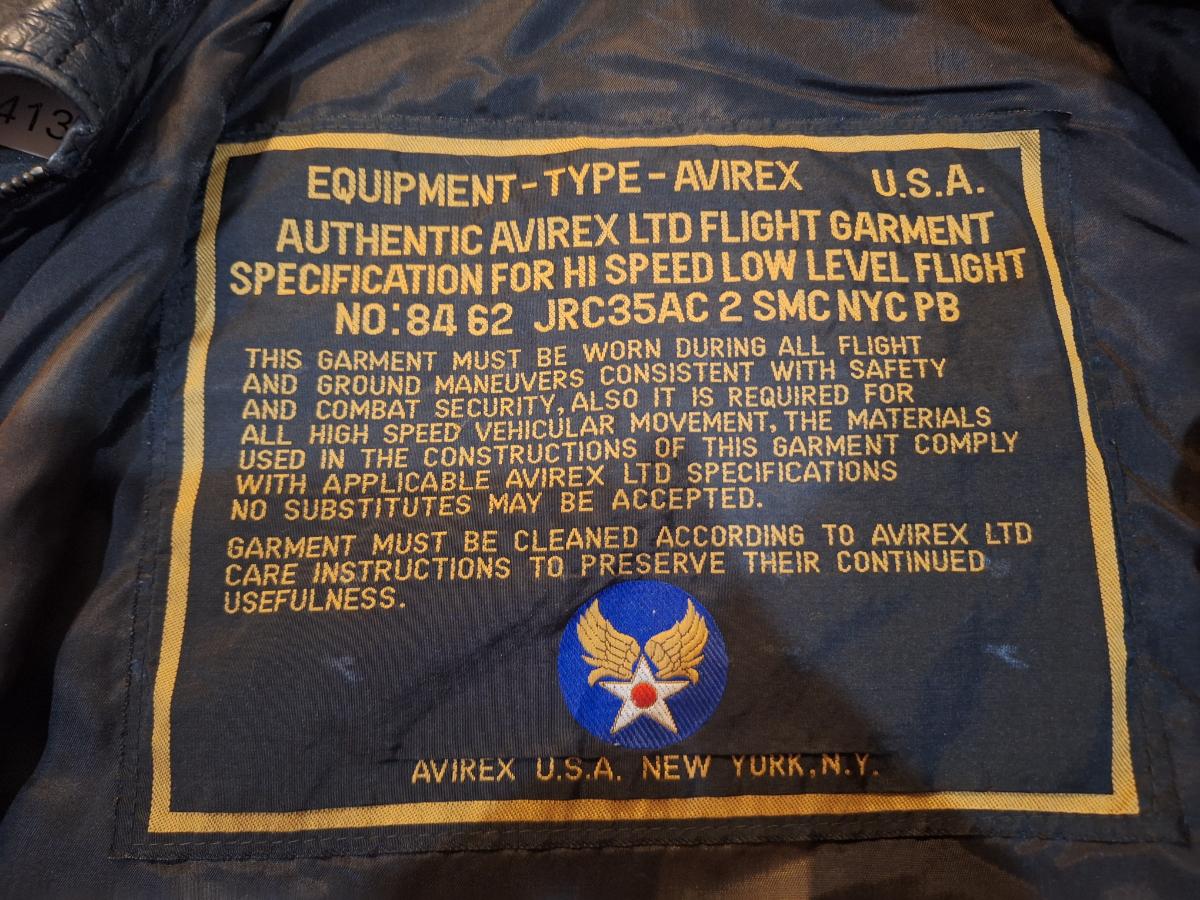 413
EQUIPMENT-TYPE-AVIREX U.S.A.
AUTHENTIC AVIREX LTD FLIGHT GARMENT
SPECIFICATION FOR HI SPEED LOW LEVEL FLIGHT
NO:84 62 JRC35AC 2 SMC NYC PB
THIS GARMENT MUST BE WORN DURING ALL FLIGHT
AND GROUND MANEUVERS CONSISTENT WITH SAFETY
AND COMBAT SECURITY, ALSO IT IS REQUIRED FOR
ALL HIGH SPEED VEHICULAR MOVEMENT, THE MATERIALS
USED IN THE CONSTRUCTIONS OF THIS GARMENT COMPLY
WITH APPLICABLE AVIREX LTD SPECIFICATIONS
NO SUBSTITUTES MAY BE ACCEPTED.
GARMENT MUST BE CLEANED ACCORDING TO AVIREX LTD
CARE INSTRUCTIONS TO PRESERVE THEIR CONTINUED
USEFULNESS.
AVIREX U.S.A. NEW YORK, N.Y.